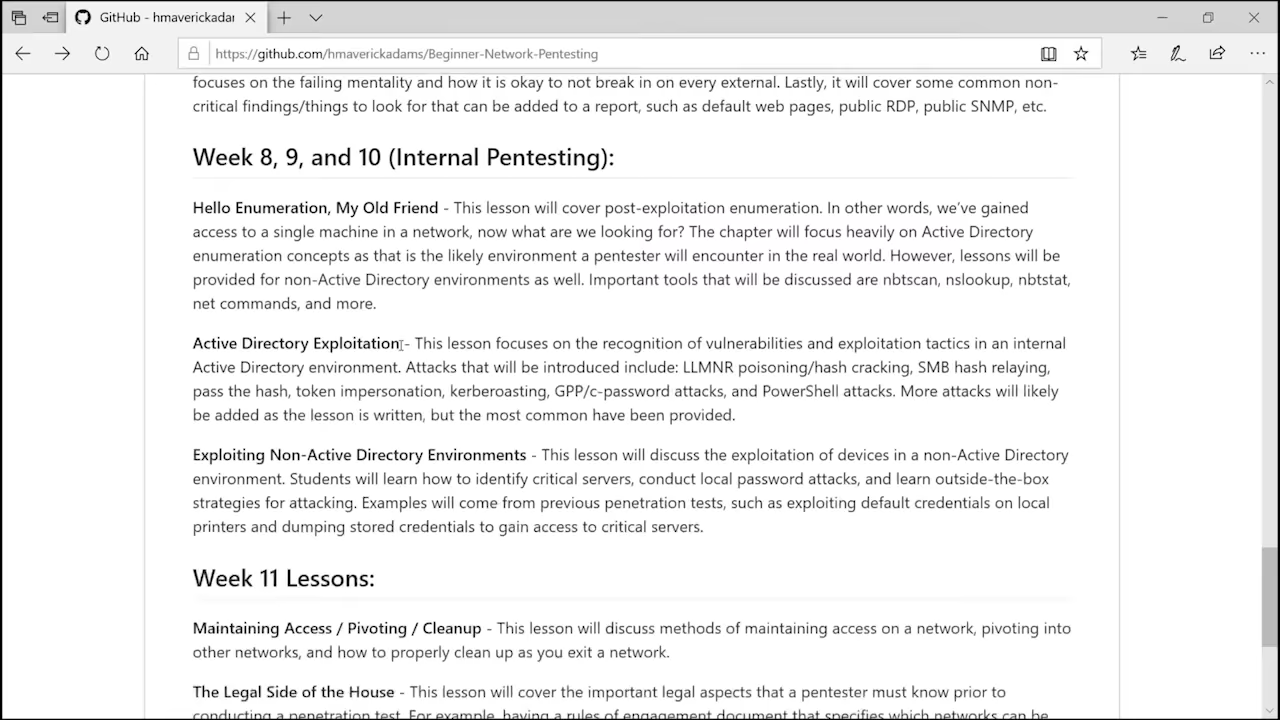 GitHub - hmaverickadar
https://github.com/hmaverickadams/Beginner-Network-Pentesting
focuses on the failing mentality and how it is okay to not break in on every external. Lastly, it will cover some common non-
critical findings/things to look for that can be added to a report, such as default web pages, public RDP, public SNMP, etc.
Week 8, 9, and 10 (Internal Pentesting):
Hello Enumeration, My Old Friend - This lesson will cover post-exploitation enumeration. In other words, we've gained
access to a single machine in a network, now what are we looking for? The chapter will focus heavily on Active Directory
enumeration concepts as that is the likely environment a pentester will encounter in the real world. However, lessons will be
provided for non-Active Directory environments as well. Important tools that will be discussed are nbtscan, nslookup, nbtstat,
net commands, and more.
Active Directory Exploitation - This lesson focuses on the recognition of vulnerabilities and exploitation tactics in an internal
Active Directory environment. Attacks that will be introduced include: LLMNR poisoning/hash cracking, SMB hash relaying,
pass the hash, token impersonation, kerberoasting, GPP/c-password attacks, and PowerShell attacks. More attacks will likely
be added as the lesson is written, but the most common have been provided.
Exploiting Non-Active Directory Environments - This lesson will discuss the exploitation of devices in a non-Active Directory
environment. Students will learn how to identify critical servers, conduct local password attacks, and learn outside-the-box
strategies for attacking. Examples will come from previous penetration tests, such as exploiting default credentials on local
printers and dumping stored credentials to gain access to critical servers.
Week 11 Lessons:
Maintaining Access / Pivoting / Cleanup - This lesson will discuss methods of maintaining access on a network, pivoting into
other networks, and how to properly clean up as you exit a network.
The Legal Side of the House - This lesson will cover the important legal aspects that a pentester must know prior to
conducting a penetration test. For example, having a rules of engagement document that specifies which networks can be